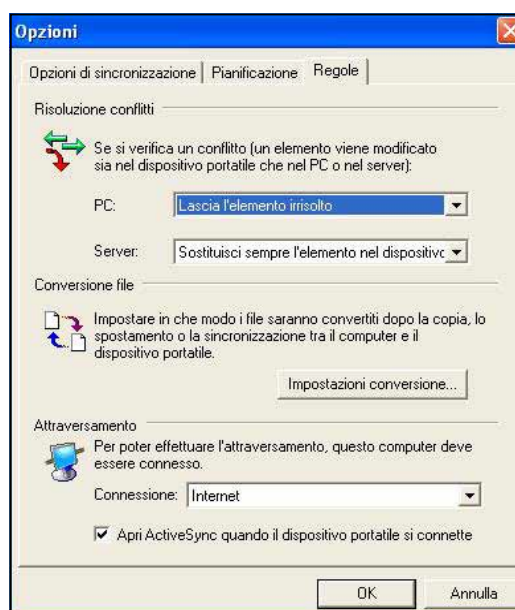 Opzioni
Opzioni di sincronizzazione Pianificazione Regole
Risoluzione conflitti
Se si verifica un conflitto (un elemento viene modificato
sia nel dispositivo portatile che nel PC o nel server):
PC: Lascia l'elemento irrisolto
Server: Sostituisci sempre l'elemento nel dispositivo
Conversione file
Impostare in che modo i file saranno convertiti dopo la copia, lo
spostamento o la sincronizzazione tra il computer e il
dispositivo portatile.
Impostazioni conversione...
Attraversamento
Per poter effettuare l'attraversamento, questo computer deve
essere connesso.
Connessione: Internet
Apri ActiveSync quando il dispositivo portatile si connette
OK Annulla